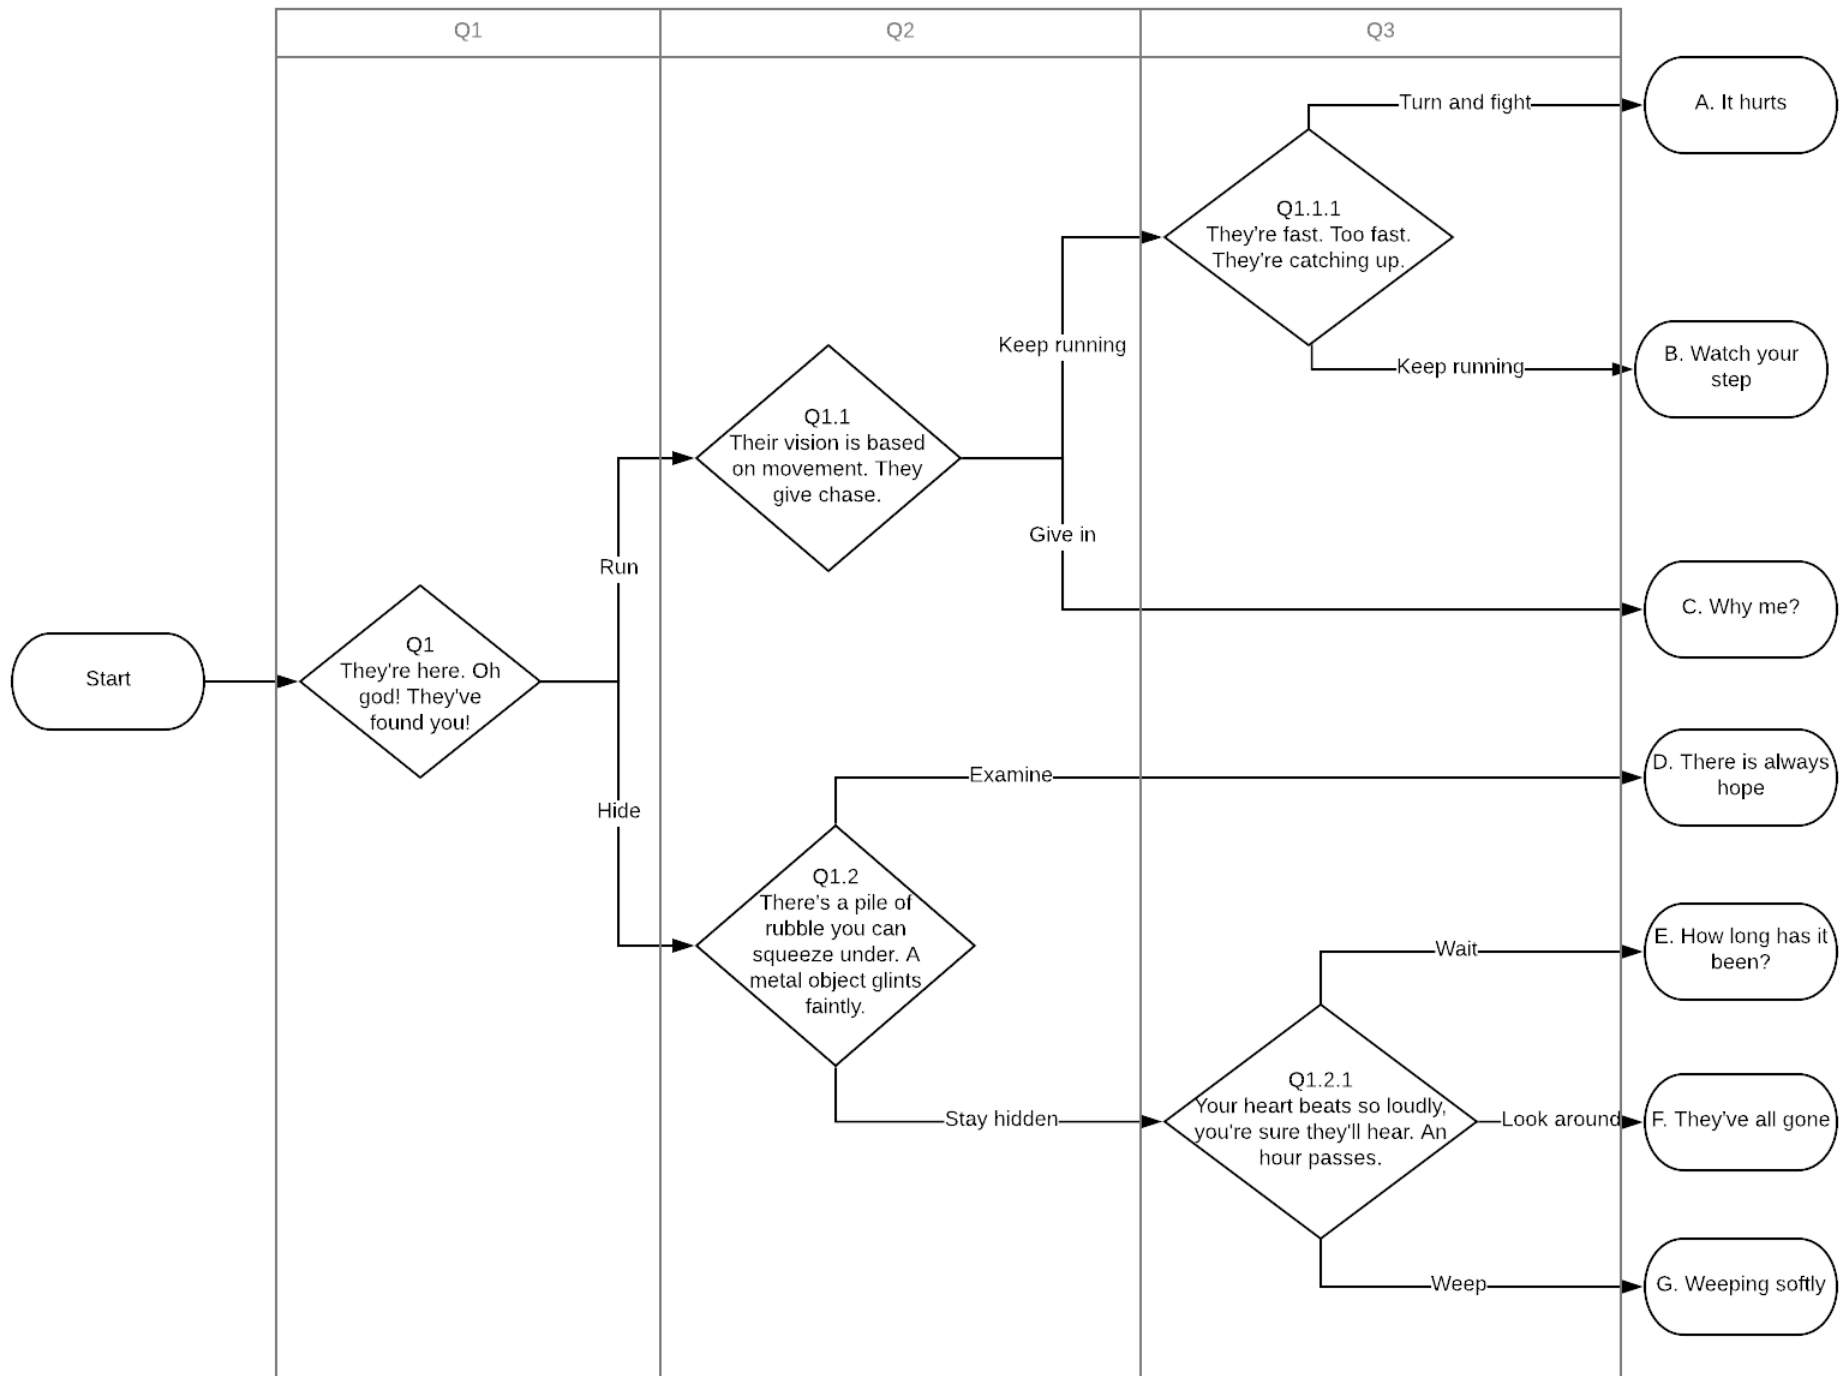 Q1
Q2
Q3
Turn and fight
A. It hurts
Q1.1.1
They're fast. Too fast.
They're catching up.
Keep running
Keep running
B. Watch your
step
Q1.1
Their vision is based
on movement. They
give chase.
Give in
Run
C. Why me?
Start
Q1
They're here. Oh
god! They've
found you!
Hide
Examine
D. There is always
hope
Q1.2
There's a pile of
rubble you can
squeeze under. A
metal object glints
faintly.
Stay hidden
Wait
E. How long has it
been?
Q1.2.1
Your heart beats so loudly,
you're sure they'll hear. An
hour passes.
Look around
F. They've all gone
Weep
G. Weeping softly